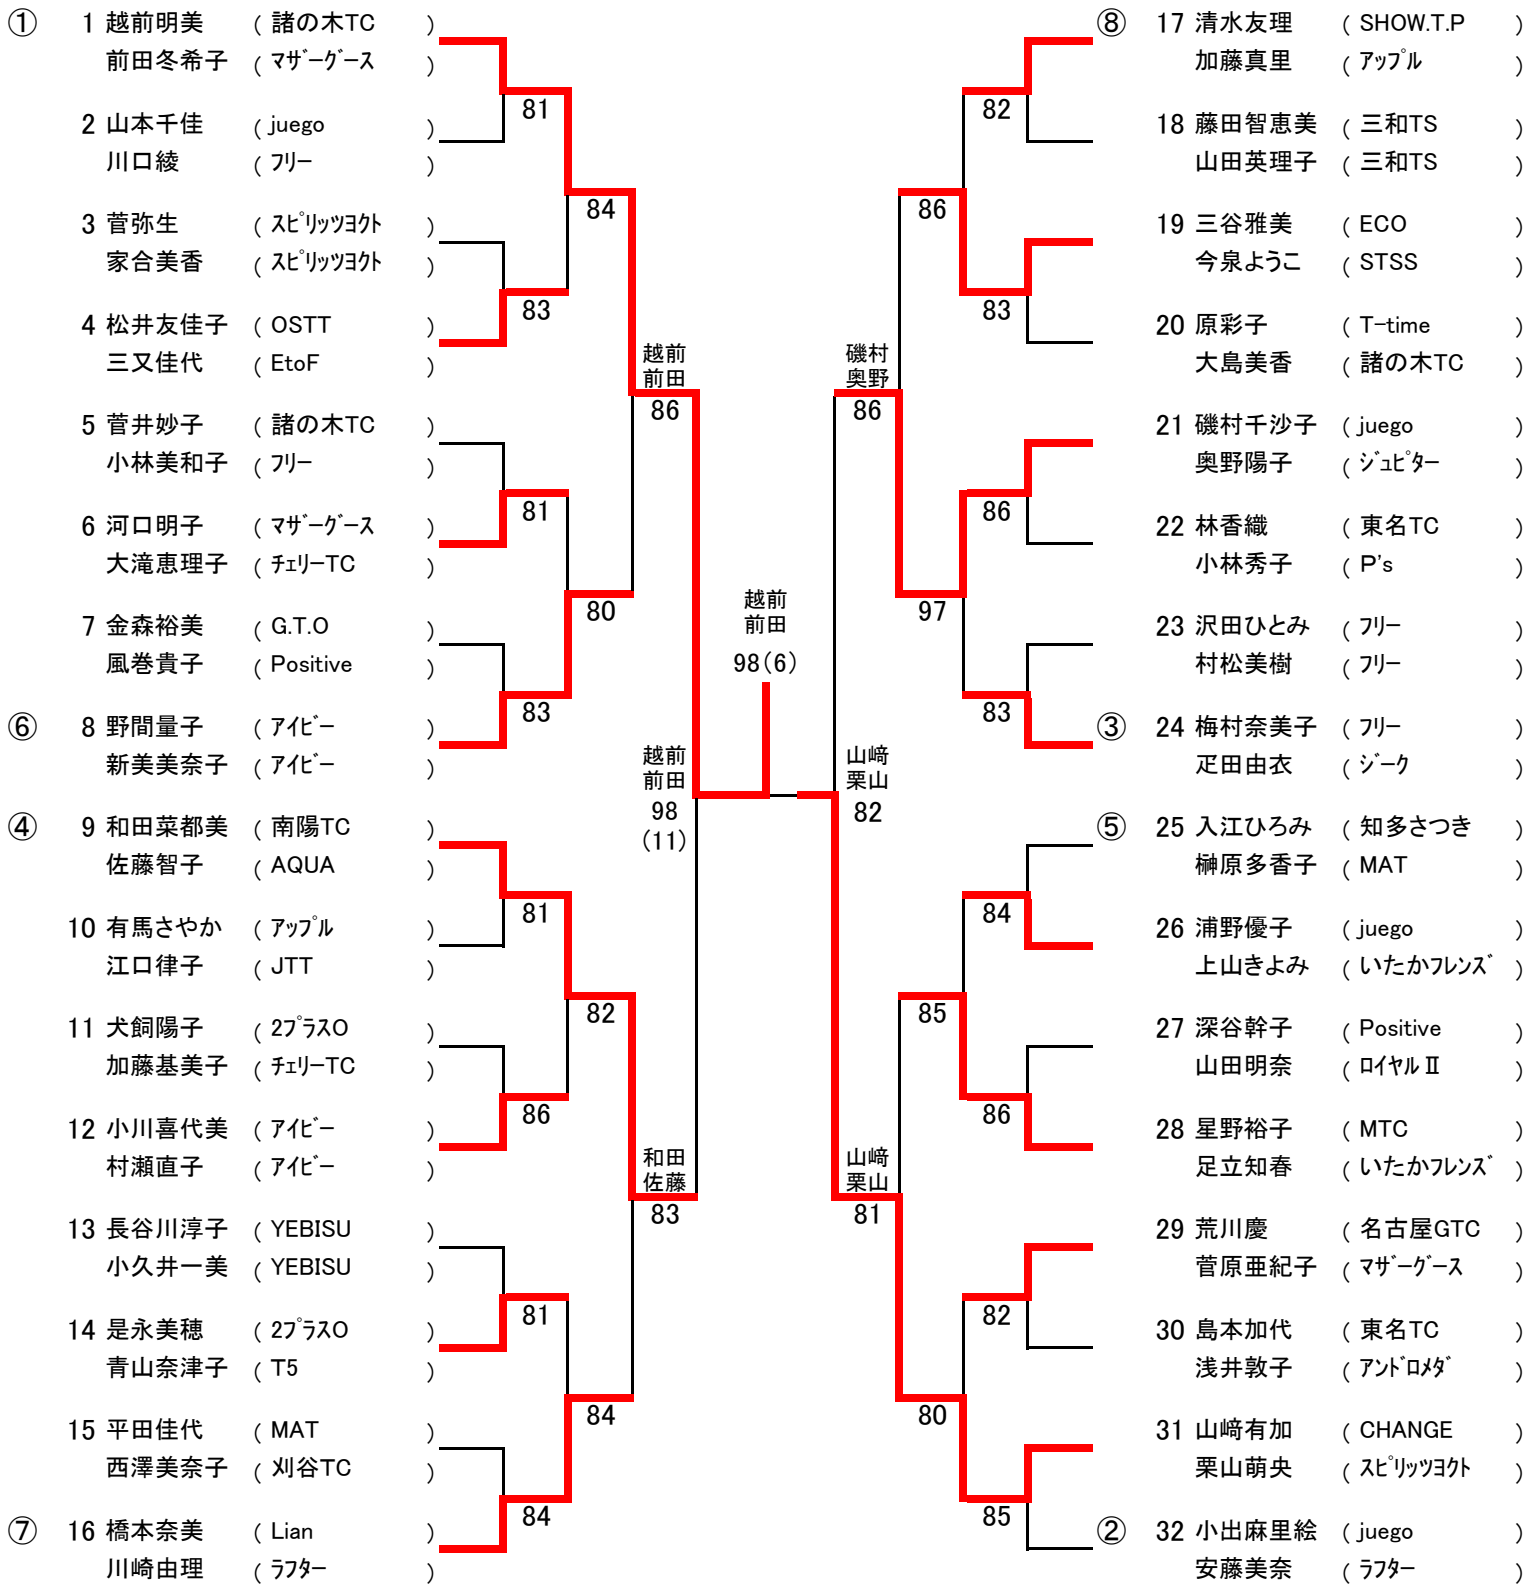 ① 1 越前明美 ( 諸の木TC )
前田冬希子 ( ﾏｻﾞｰｸﾞｰｽ )
2 山本千佳 ( juego )
川口綾 ( ﾌﾘｰ )
3 菅弥生 ( ｽﾋﾟﾘｯﾂﾖｸﾄ )
家合美香 ( ｽﾋﾟﾘｯﾂﾖｸﾄ )
4 松井友佳子 ( OSTT )
三又佳代 ( EtoF )
5 菅井妙子 ( 諸の木TC )
小林美和子 ( ﾌﾘｰ )
6 河口明子 ( ﾏｻﾞｰｸﾞｰｽ )
大滝恵理子 ( ﾁｪﾘｰTC )
7 金森裕美 ( G.T.O )
風巻貴子 ( Positive )
⑥ 8 野間量子 ( ｱｲﾋﾞｰ )
新美美奈子 ( ｱｲﾋﾞｰ )
④ 9 和田菜都美 ( 南陽TC )
佐藤智子 ( AQUA )
10 有馬さやか ( ｱｯﾌﾟﾙ )
江口律子 ( JTT )
11 犬飼陽子 ( 2ﾌﾟﾗｽO )
加藤基美子 ( ﾁｪﾘｰTC )
12 小川喜代美 ( ｱｲﾋﾞｰ )
村瀬直子 ( ｱｲﾋﾞｰ )
13 長谷川淳子 ( YEBISU )
小久井一美 ( YEBISU )
14 是永美穂 ( 2ﾌﾟﾗｽO )
青山奈津子 ( T5 )
15 平田佳代 ( MAT )
西澤美奈子 ( 刈谷TC )
⑦ 16 橋本奈美 ( Lian )
川崎由理 ( ﾗﾌﾀｰ )
81
83
81
83
81
86
81
84
84
80
82
84
越前
前田
86
和田
佐藤
83
越前
前田
98
(11)
越前
前田
98(6)
山﨑
栗山
82
磯村
奥野
86
山﨑
栗山
81
86
97
85
80
82
83
86
83
84
86
82
85
⑧ 17 清水友理 ( SHOW.T.P )
加藤真里 ( ｱｯﾌﾟﾙ )
18 藤田智恵美 ( 三和TS )
山田英理子 ( 三和TS )
19 三谷雅美 ( ECO )
今泉ようこ ( STSS )
20 原彩子 ( T-time )
大島美香 ( 諸の木TC )
21 磯村千沙子 ( juego )
奥野陽子 ( ｼﾞｭﾋﾟﾀｰ )
22 林香織 ( 東名TC )
小林秀子 ( P's )
23 沢田ひとみ ( ﾌﾘｰ )
村松美樹 ( ﾌﾘｰ )
③ 24 梅村奈美子 ( ﾌﾘｰ )
疋田由衣 ( ｼﾞｰｸ )
⑤ 25 入江ひろみ ( 知多さつき )
榊原多香子 ( MAT )
26 浦野優子 ( juego )
上山きよみ ( いたかﾌﾚﾝｽﾞ )
27 深谷幹子 ( Positive )
山田明奈 ( ﾛｲﾔﾙⅡ )
28 星野裕子 ( MTC )
足立知春 ( いたかﾌﾚﾝｽﾞ )
29 荒川慶 ( 名古屋GTC )
菅原亜紀子 ( ﾏｻﾞｰｸﾞｰｽ )
30 島本加代 ( 東名TC )
浅井敦子 ( ｱﾝﾄﾞﾛﾒﾀﾞ )
31 山﨑有加 ( CHANGE )
栗山萌央 ( ｽﾋﾟﾘｯﾂﾖｸﾄ )
② 32 小出麻里絵 ( juego )
安藤美奈 ( ﾗﾌﾀｰ )